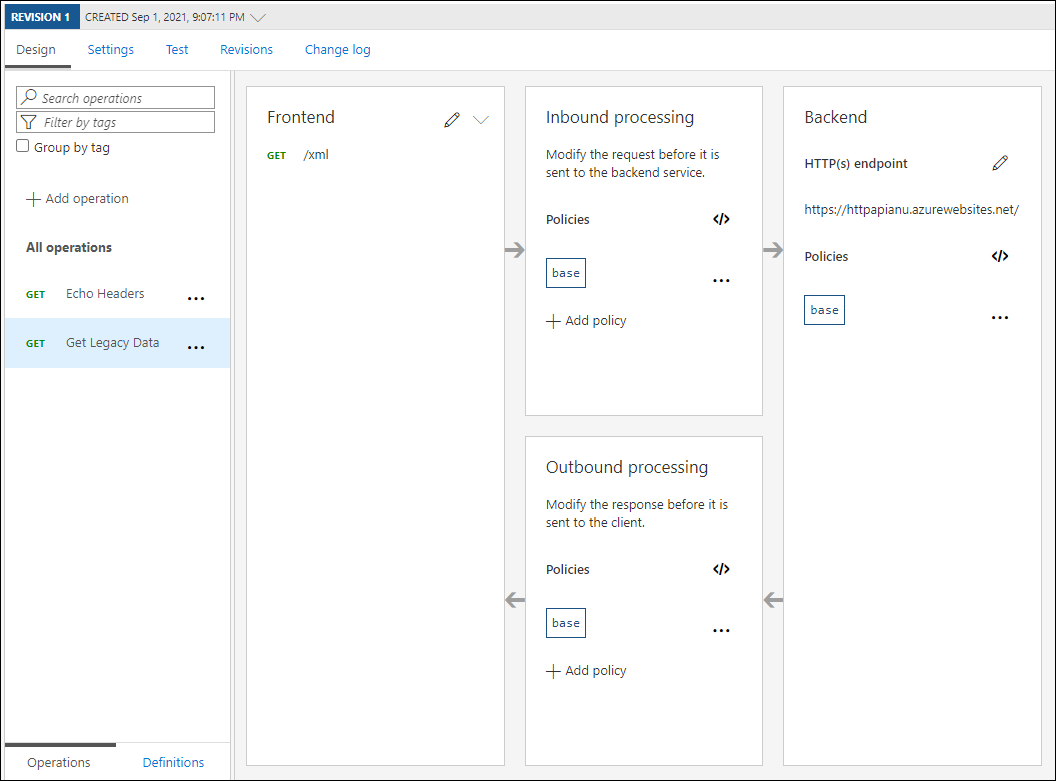 REVISION 1 CREATED Sep 1, 2021, 9:07:11 PM
Design Settings Test Revisions Change log
Search operations
Filter by tags
Group by tag
Add operation
All operations
GET Echo Headers ...
GET Get Legacy Data ...
Operations Definitions
Frontend
GET /xml
Inbound processing
Modify the request before it is
sent to the backend service.
Policies </>
base ...
Add policy
Outbound processing
Modify the response before it is
sent to the client.
Policies </>
base ...
Add policy
Backend
HTTP(s) endpoint
https://httpapianu.azurewebsites.net/
Policies </>
base ...